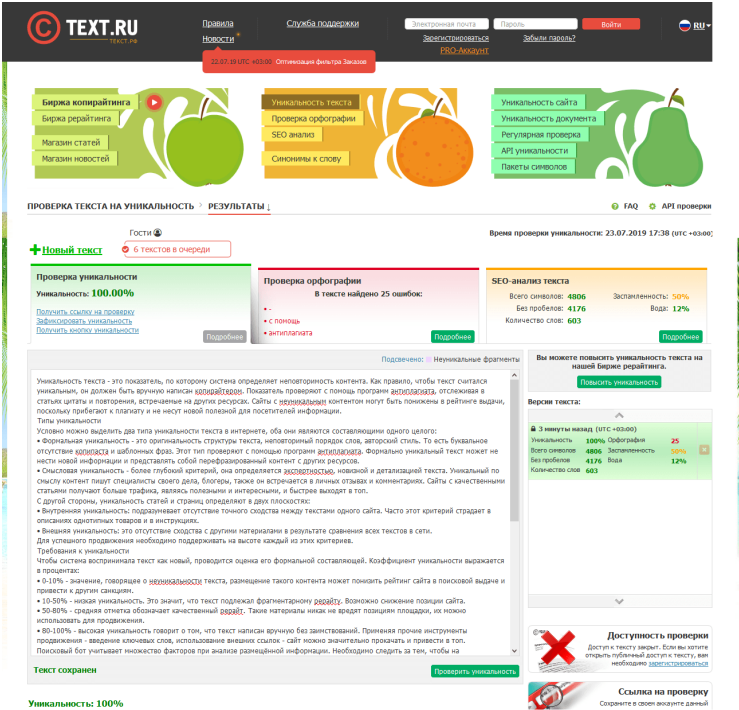 TEXT.RU
ТЕКСТ.РФ
Правила
Новости
Служба поддержки
Электронная почта
Пароль
Войти
Зарегистрироваться
Забыли пароль?
PRO-Аккаунт
RU
22.07.19 UTC +03:00 Оптимизация фильтра Заказов
Биржа копирайтинга
Биржа рерайтинга
Магазин статей
Магазин новостей
Уникальность текста
Проверка орфографии
SEO анализ
Синонимы к слову
Уникальность сайта
Уникальность документа
Регулярная проверка
API уникальности
Пакеты символов
ПРОВЕРКА ТЕКСТА НА УНИКАЛЬНОСТЬ > РЕЗУЛЬТАТЫ ↓
FAQ
API проверки
Гости
Новый текст
6 текстов в очереди
Время проверки уникальности: 23.07.2019 17:38 (UTC +03:00)
Проверка уникальности
Уникальность: 100.00%
Получить ссылку на проверку
Зафиксировать уникальность
Получить кнопку уникальности
Подробнее
Проверка орфографии
В тексте найдено 25 ошибок:
• -
• с помощь
• антиплагиата
Подробнее
SEO-анализ текста
Всего символов: 4806 Заспамленность: 50%
Без пробелов: 4176 Вода: 12%
Количество слов: 603
Подробнее
Подсвечено: Неуникальные фрагменты
Уникальность текста - это показатель, по которому система определяет неповторимость контента. Как правило, чтобы текст считался
уникальным, он должен быть вручную написан копирайтером. Показатель проверяют с помощь программ антиплагиата, отслеживая в
статьях цитаты и повторения, встречаемые на других ресурсах. Сайты с неуникальным контентом могут быть понижены в рейтинге выдачи,
поскольку прибегают к плагиату и не несут новой полезной для посетителей информации.
Типы уникальности
Условно можно выделить два типа уникальности текста в интернете, оба они являются составляющими одного целого:
• Формальная уникальность - это оригинальность структуры текста, неповторимый порядок слов, авторский стиль. То есть буквальное
отсутствие копипаста и шаблонных фраз. Этот тип проверяют с помощью программ антиплагиата. Формально уникальный текст может не
нести новой информации и представлять собой перефразированный контент с других ресурсов.
• Смысловая уникальность - более глубокий критерий, она определяется экспертностью, новизной и детализацией текста. Уникальный по
смыслу контент пишут специалисты своего дела, блогеры, также он встречается в личных отзывах и комментариях. Сайты с качественными
статьями получают больше трафика, являясь полезными и интересными, и быстрее выходят в топ.
С другой стороны, уникальность статей и страниц определяют в двух плоскостях:
• Внутренняя уникальность: подразумевает отсутствие точного сходства между текстами одного сайта. Часто этот критерий страдает в
описаниях однотипных товаров и в инструкциях.
• Внешняя уникальность: это отсутствие сходства с другими материалами в результате сравнения всех текстов в сети.
Для успешного продвижения необходимо поддерживать на высоте каждый из этих критериев.
Требования к уникальности
Чтобы система воспринимала текст как новый, проводится оценка его формальной составляющей. Коэффициент уникальности выражается
в процентах:
• 0-10% - значение, говорящее о неуникальности текста, размещение такого контента может понизить рейтинг сайта в поисковой выдаче и
привести к другим санкциям.
• 10-50% - низкая уникальность. Это значит, что текст подлежал фрагментарному рерайту. Возможно снижение позиции сайта.
• 50-80% - средняя отметка обозначает качественный рерайт. Такие материалы никак не вредят позициям площадки, их можно
использовать для продвижения.
• 80-100% - высокая уникальность говорит о том, что текст написан вручную без заимствований. Применяя прочие инструменты
продвижения - введение ключевых слов, использование внешних ссылок - сайт можно значительно прокачать и привести в топ.
Поисковый бот учитывает множество факторов при анализе размещённой информации. Необходимо следить за тем, чтобы на
Текст сохранен
Проверить уникальность
Уникальность: 100%
Вы можете повысить уникальность текста на
нашей Бирже рерайтинга.
Повысить уникальность
Версии текста:
3 минуты назад (UTC +03:00)
Уникальность 100% Орфография 25
Всего символов 4806 Заспамленность 50%
Без пробелов 4176 Вода 12%
Количество слов 603
Доступность проверки
Доступ к тексту закрыт. Если вы хотите
открыть публичный доступ к тексту, вам
необходимо зарегистрироваться
Ссылка на проверку
Сохраните в своем аккаунте данный